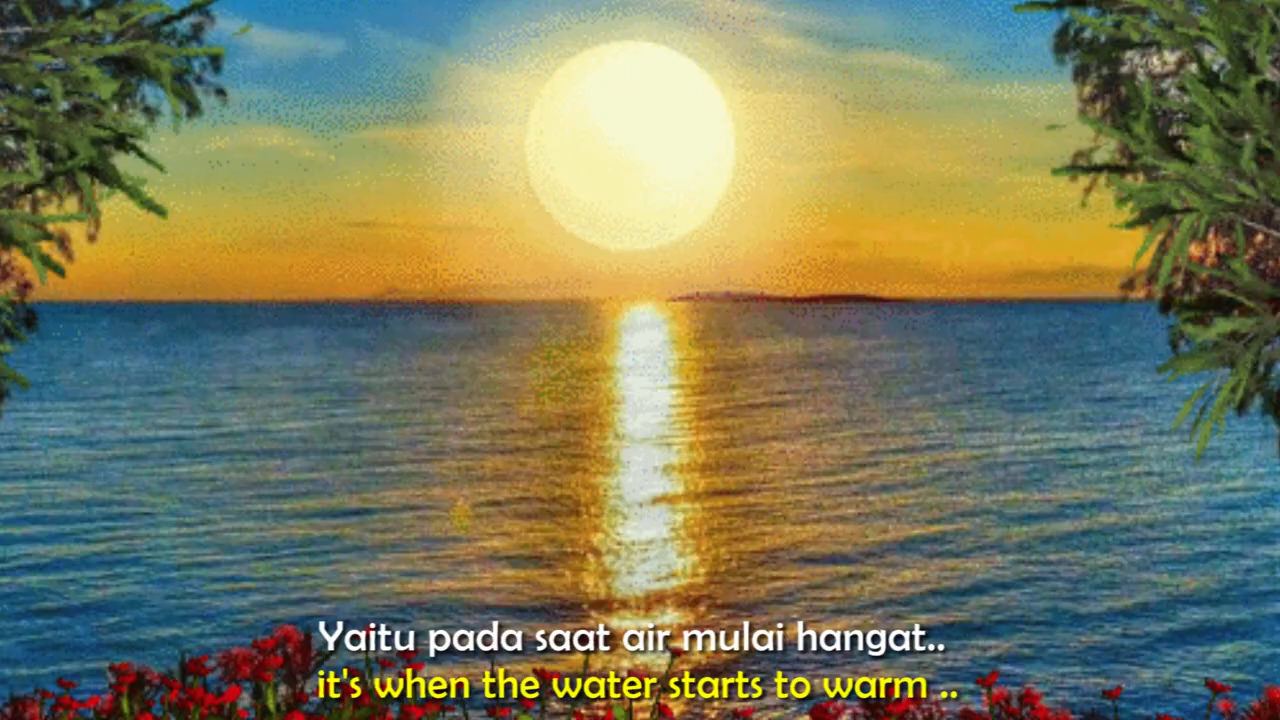 Yaitu pada saat air mulai hangat..
it's when the water starts to warm ..